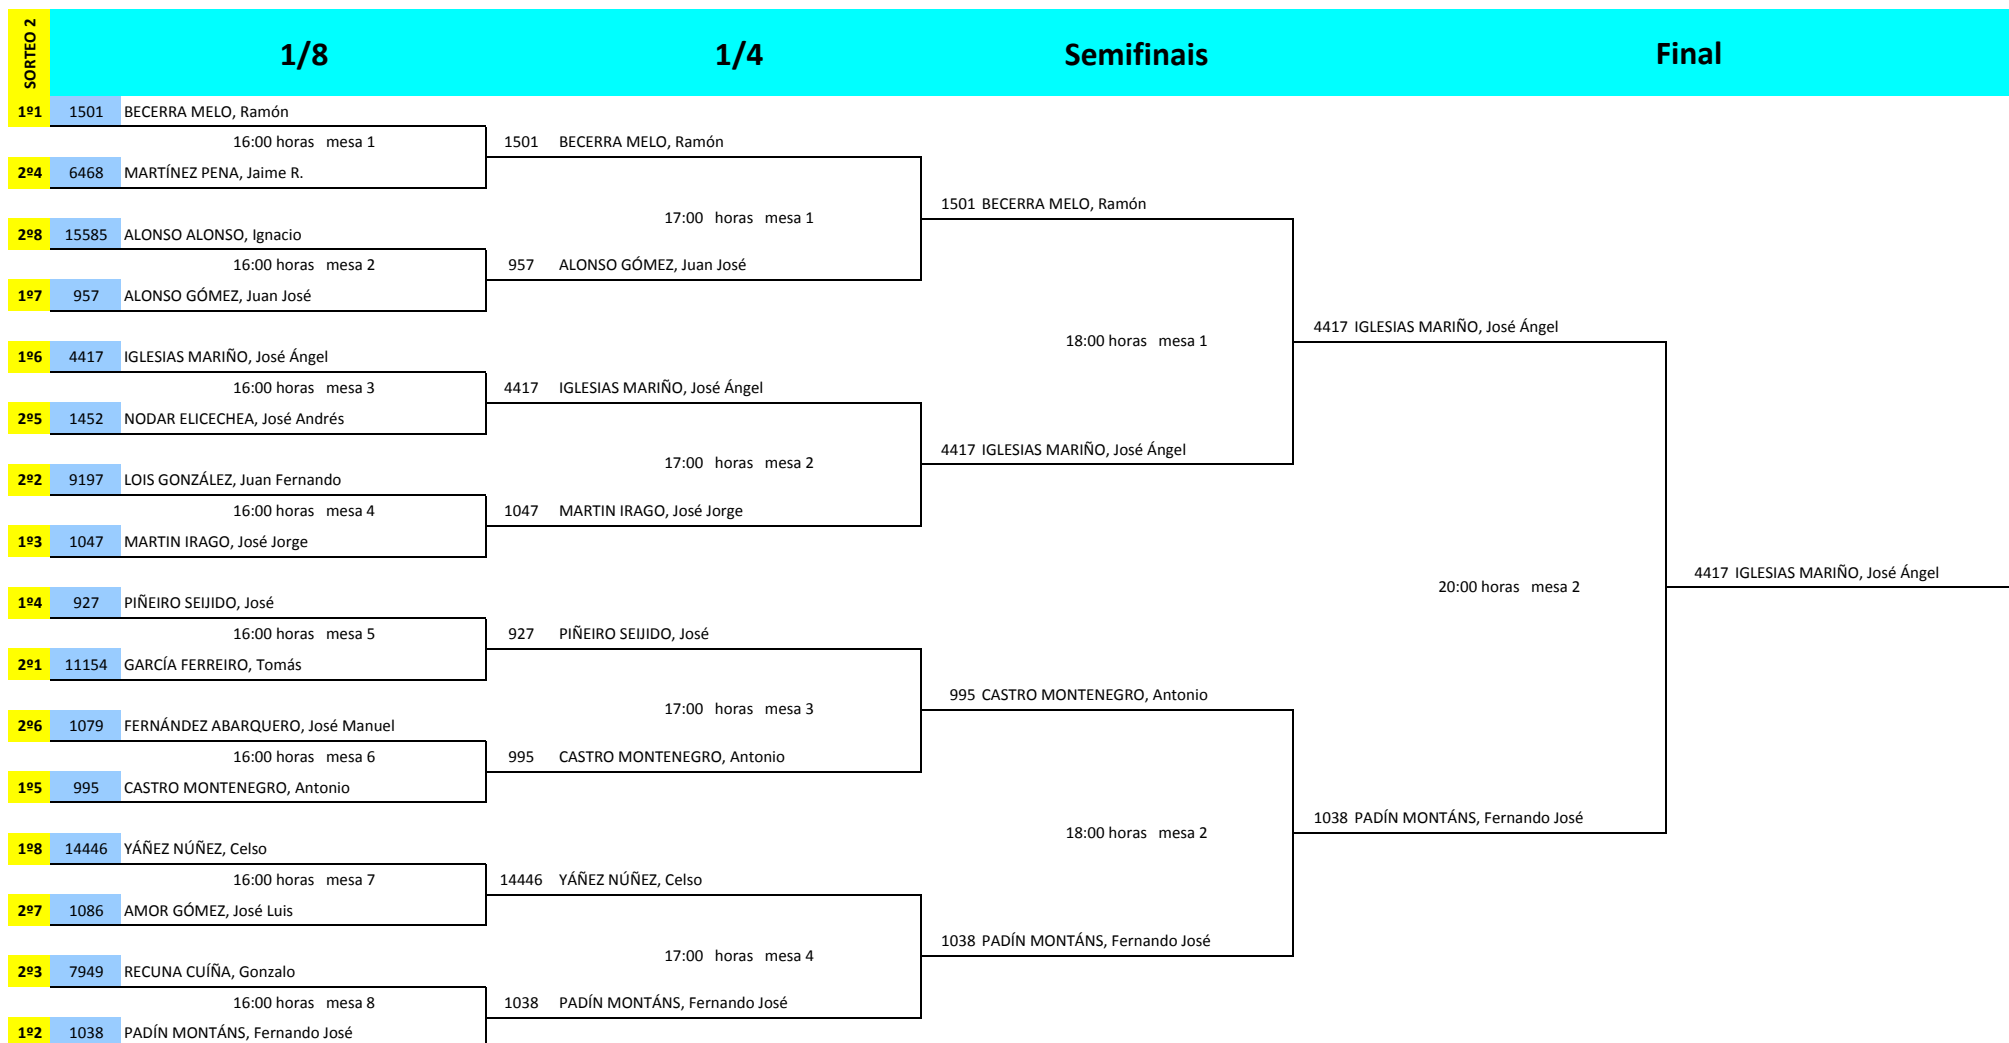 SORTEO 2
1/8 1/4 Semifinais Final
1º1 1501 BECERRA MELO, Ramón
16:00 horas mesa 1 1501 BECERRA MELO, Ramón
2º4 6468 MARTÍNEZ PENA, Jaime R.
1501 BECERRA MELO, Ramón
17:00 horas mesa 1
2º8 15585 ALONSO ALONSO, Ignacio
16:00 horas mesa 2 957 ALONSO GÓMEZ, Juan José
1º7 957 ALONSO GÓMEZ, Juan José
4417 IGLESIAS MARIÑO, José Ángel
18:00 horas mesa 1
1º6 4417 IGLESIAS MARIÑO, José Ángel
16:00 horas mesa 3 4417 IGLESIAS MARIÑO, José Ángel
2º5 1452 NODAR ELICECHEA, José Andrés
4417 IGLESIAS MARIÑO, José Ángel
17:00 horas mesa 2
2º2 9197 LOIS GONZÁLEZ, Juan Fernando
16:00 horas mesa 4 1047 MARTIN IRAGO, José Jorge
1º3 1047 MARTIN IRAGO, José Jorge
4417 IGLESIAS MARIÑO, José Ángel
20:00 horas mesa 2
1º4 927 PIÑEIRO SEIJIDO, José
16:00 horas mesa 5 927 PIÑEIRO SEIJIDO, José
2º1 11154 GARCÍA FERREIRO, Tomás
995 CASTRO MONTENEGRO, Antonio
17:00 horas mesa 3
2º6 1079 FERNÁNDEZ ABARQUERO, José Manuel
16:00 horas mesa 6 995 CASTRO MONTENEGRO, Antonio
1º5 995 CASTRO MONTENEGRO, Antonio
1038 PADÍN MONTÁNS, Fernando José
18:00 horas mesa 2
1º8 14446 YÁÑEZ NÚÑEZ, Celso
16:00 horas mesa 7 14446 YÁÑEZ NÚÑEZ, Celso
2º7 1086 AMOR GÓMEZ, José Luis
1038 PADÍN MONTÁNS, Fernando José
17:00 horas mesa 4
2º3 7949 RECUNA CUÍÑA, Gonzalo
16:00 horas mesa 8 1038 PADÍN MONTÁNS, Fernando José
1º2 1038 PADÍN MONTÁNS, Fernando José